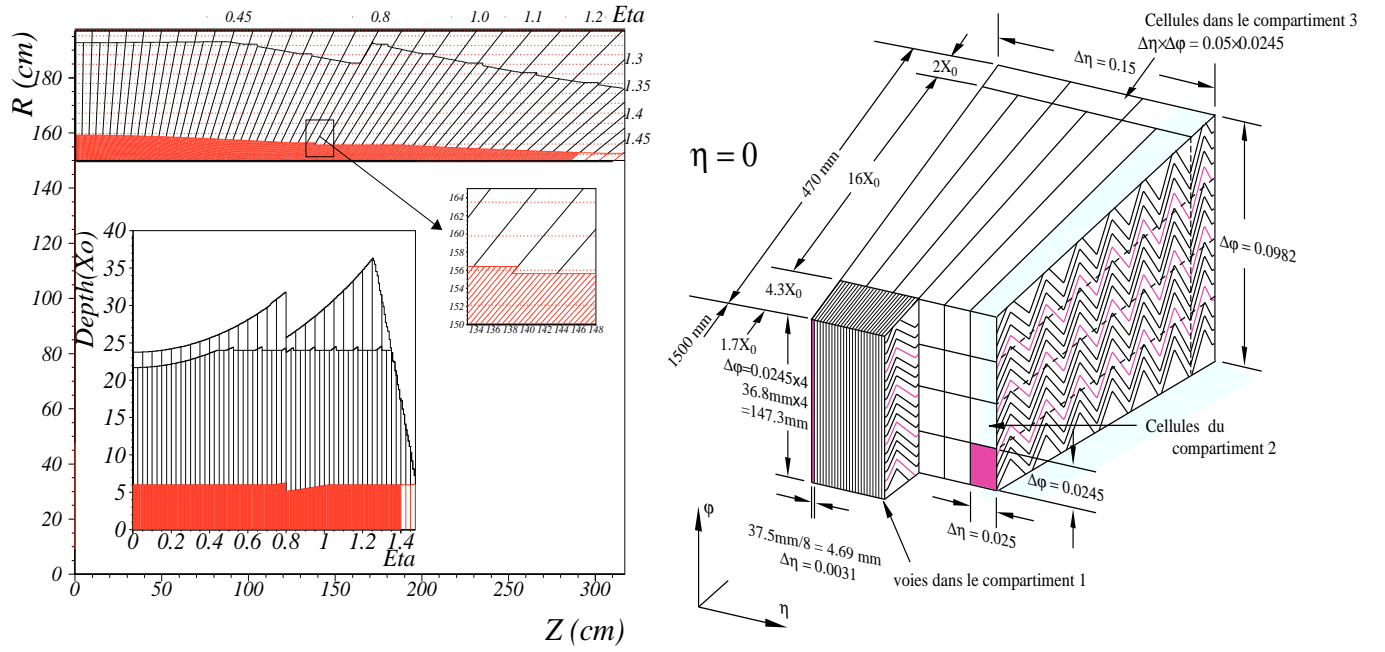 0.45 0.8 1.0 1.1 1.2 Eta
R (cm)
180
160
140
120
100
80
60
40
20
0
1.3
1.35
1.4
1.45
0 50 100 150 200 250 300
Z (cm)
164
162
160
158
156
154
152
150
134 136 138 140 142 144 146 148
Depth(Xo)
40
35
30
25
20
15
10
5
0
0 0.2 0.4 0.6 0.8 1 1.2 1.4
Eta
Cellules dans le compartiment 3
Δη×Δφ = 0.05×0.0245
Δη = 0.15
2X0
470 mm
16X0
η = 0
Δφ = 0.0982
4.3X0
1500 mm
1.7X0
Δφ=0.0245x4
36.8mmx4
=147.3mm
Cellules du
compartiment 2
Δφ = 0.0245
Δη = 0.025
37.5mm/8 = 4.69 mm
Δη = 0.0031
voies dans le compartiment 1
φ
η